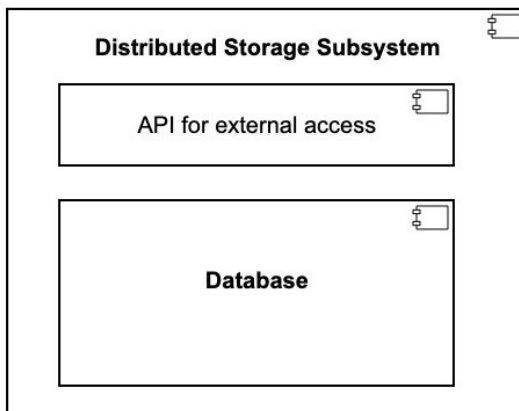 Distributed Storage Subsystem
API for external access
Database